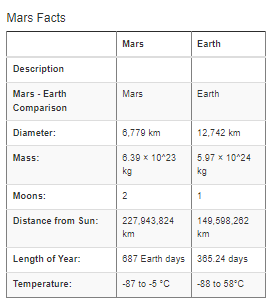 Mars Facts
Mars Earth
Description
Mars - Earth Mars Earth
Comparison
Diameter: 6,779 km 12,742 km
Mass: 6.39 × 10^23 5.97 × 10^24
kg kg
Moons: 2 1
Distance from Sun: 227,943,824 149,598,262
km km
Length of Year: 687 Earth days 365.24 days
Temperature: -87 to -5 °C -88 to 58°C